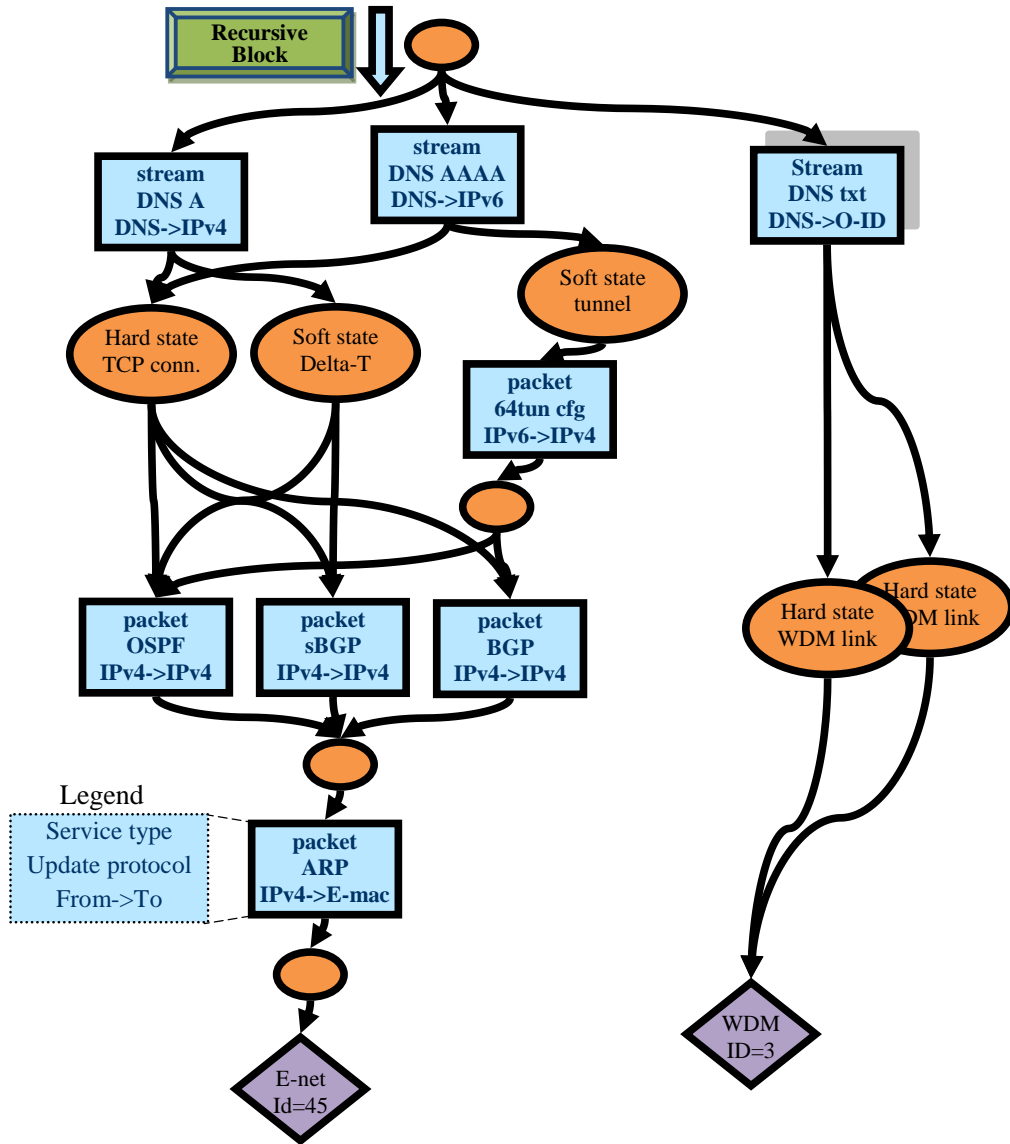 Recursive
Block
stream
DNS A
DNS->IPv4
stream
DNS AAAA
DNS->IPv6
Stream
DNS txt
DNS->O-ID
Hard state
TCP conn.
Soft state
Delta-T
Soft state
tunnel
packet
64tun cfg
IPv6->IPv4
packet
OSPF
IPv4->IPv4
packet
sBGP
IPv4->IPv4
packet
BGP
IPv4->IPv4
Hard state
WDM link
Hard state
DM link
Legend
Service type
Update protocol
From->To
packet
ARP
IPv4->E-mac
E-net
Id=45
WDM
ID=3